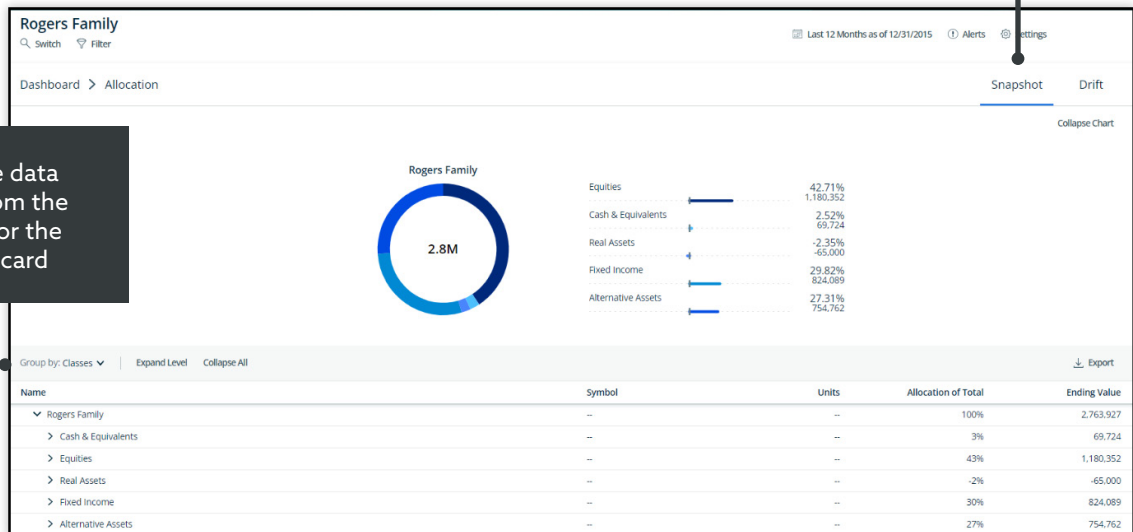 Rogers Family
Switch Filter
Last 12 Months as of 12/31/2015 Alerts
Dashboard > Allocation
Snapshot Drift
Collapse Chart
data
the
or the
card
Rogers Family
2.8M
Equities 42.71%
1,180,352
Cash & Equivalents 2.52%
69,724
Real Assets -2.35%
-65,000
Fixed Income 29.82%
824,089
Alternative Assets 27.31%
754,762
Group by: Classes Expand Level Collapse All Export
Name Symbol Units Allocation of Total Ending Value
Rogers Family -- -- 100% 2,763,927
Cash & Equivalents -- -- 3% 69,724
Equities -- -- 43% 1,180,352
Real Assets -- -- -2% -65,000
Fixed Income -- -- 30% 824,089
Alternative Assets -- -- 27% 754,762